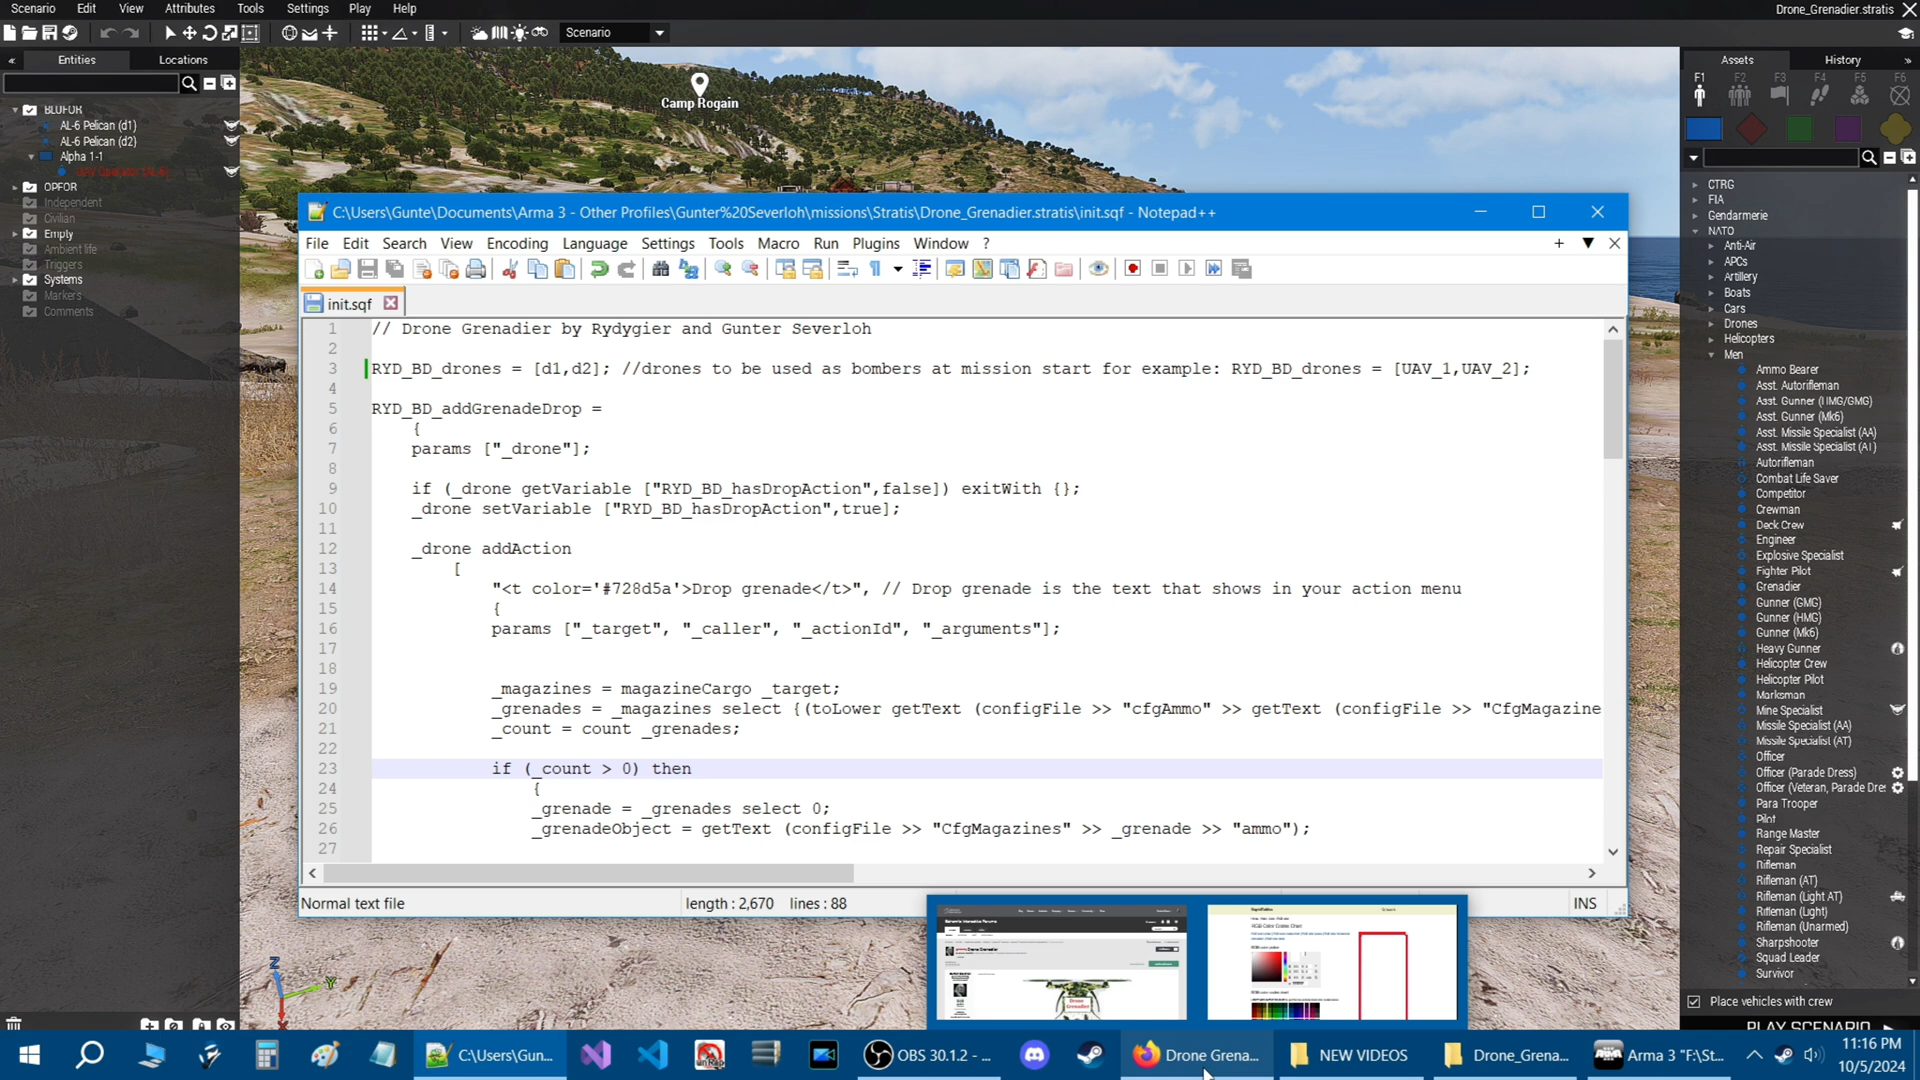 Scenario Edit View Attributes Tools Settings Play Help
Drone_Grenadier.stratis
Scenario
Entities Locations
Assets History
F1 F2 F3 F4 F5 F6
BLUFOR
AL-6 Pelican (d1)
AL-6 Pelican (d2)
Alpha 1-1
OPFOR
Independent
Civilian
Empty
Ambient life
Triggers
Systems
Markers
Comments
Camp Rogain
C:\Users\Gunte\Documents\Arma 3 - Other Profiles\Gunter%20Severloh\missions\Stratis\Drone_Grenadier.stratis\init.sqf - Notepad++
File Edit Search View Encoding Language Settings Tools Macro Run Plugins Window ?
init.sqf
1 // Drone Grenadier by Rydygier and Gunter Severloh
2
3 RYD_BD_drones = [d1,d2]; //drones to be used as bombers at mission start for example: RYD_BD_drones = [UAV_1,UAV_2];
4
5 RYD_BD_addGrenadeDrop =
6 {
7 params ["_drone"];
8
9 if (_drone getVariable ["RYD_BD_hasDropAction",false]) exitWith {};
10 _drone setVariable ["RYD_BD_hasDropAction",true];
11
12 _drone addAction
13 [
14 "<t color='#728d5a'>Drop grenade</t>", // Drop grenade is the text that shows in your action menu
15 {
16 params ["_target", "_caller", "_actionId", "_arguments"];
17
18
19 _magazines = magazineCargo _target;
20 _grenades = _magazines select {(toLower getText (configFile >> "cfgAmmo" >> getText (configFile >> "CfgMagazine
21 _count = count _grenades;
22
23 if (_count > 0) then
24 {
25 _grenade = _grenades select 0;
26 _grenadeObject = getText (configFile >> "CfgMagazines" >> _grenade >> "ammo");
27
Normal text file length : 2,670 lines : 88 INS
CTRG
FIA
Gendarmerie
NATO
Anti-Air
APCs
Artillery
Boats
Cars
Drones
Helicopters
Men
Ammo Bearer
Asst. Autorifleman
Asst. Gunner (HMG/GMG)
Asst. Gunner (Mk6)
Asst. Missile Specialist (AA)
Asst. Missile Specialist (AT)
Autorifleman
Combat Life Saver
Competitor
Crewman
Deck Crew
Engineer
Explosive Specialist
Fighter Pilot
Grenadier
Gunner (GMG)
Gunner (HMG)
Gunner (Mk6)
Heavy Gunner
Helicopter Crew
Helicopter Pilot
Marksman
Mine Specialist
Missile Specialist (AA)
Missile Specialist (AT)
Officer
Officer (Parade Dress)
Officer (Veteran, Parade Dres
Para Trooper
Pilot
Range Master
Repair Specialist
Rifleman
Rifleman (AT)
Rifleman (Light AT)
Rifleman (Light)
Rifleman (Unarmed)
Sharpshooter
Squad Leader
Survivor
Place vehicles with crew
PLAY SCENARIO
Z
Y
X
Drone Grenadier
RGB Color Codes Chart
C:\Users\Gun...
OBS 30.1.2 - ...
Drone Grena...
NEW VIDEOS
Drone_Grena...
Arma 3 "F:\St...
11:16 PM
10/5/2024